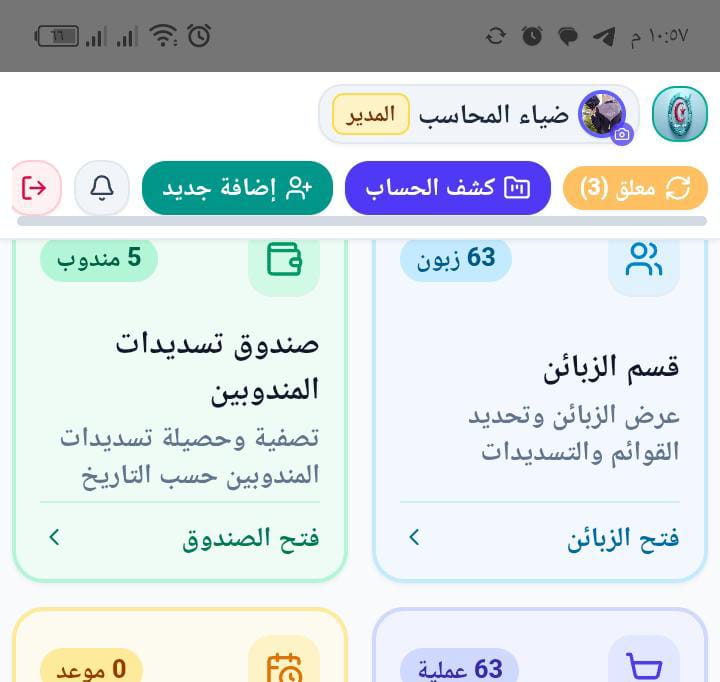 ١٠:٥٧ م
١٦
ضياء المحاسب المدير
معلق (3) كشف الحساب إضافة جديد
63 زبون
قسم الزبائن
عرض الزبائن وتحديد
القوائم والتسديدات
فتح الزبائن
5 مندوب
صندوق تسديدات
المندوبين
تصفية وحصيلة تسديدات
المندوبين حسب التاريخ
فتح الصندوق
63 عملية
0 موعد